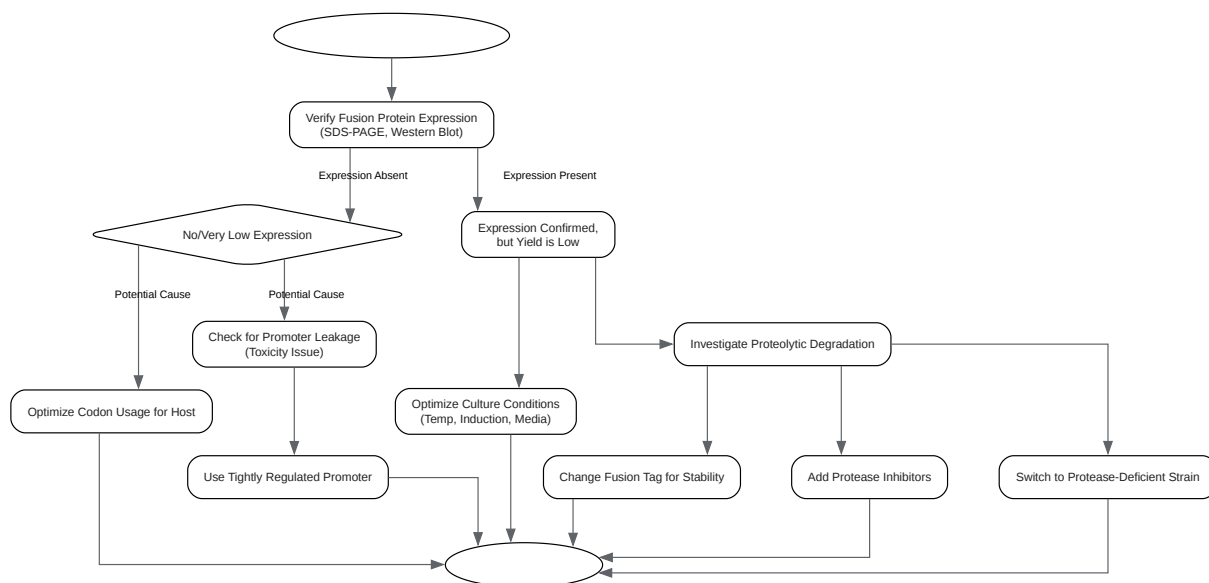 Verify Fusion Protein Expression
(SDS-PAGE, Western Blot)
Expression Absent
Expression Present
No/Very Low Expression
Expression Confirmed,
but Yield is Low
Potential Cause
Potential Cause
Check for Promoter Leakage
(Toxicity Issue)
Investigate Proteolytic Degradation
Optimize Codon Usage for Host
Optimize Culture Conditions
(Temp, Induction, Media)
Use Tightly Regulated Promoter
Change Fusion Tag for Stability
Add Protease Inhibitors
Switch to Protease-Deficient Strain